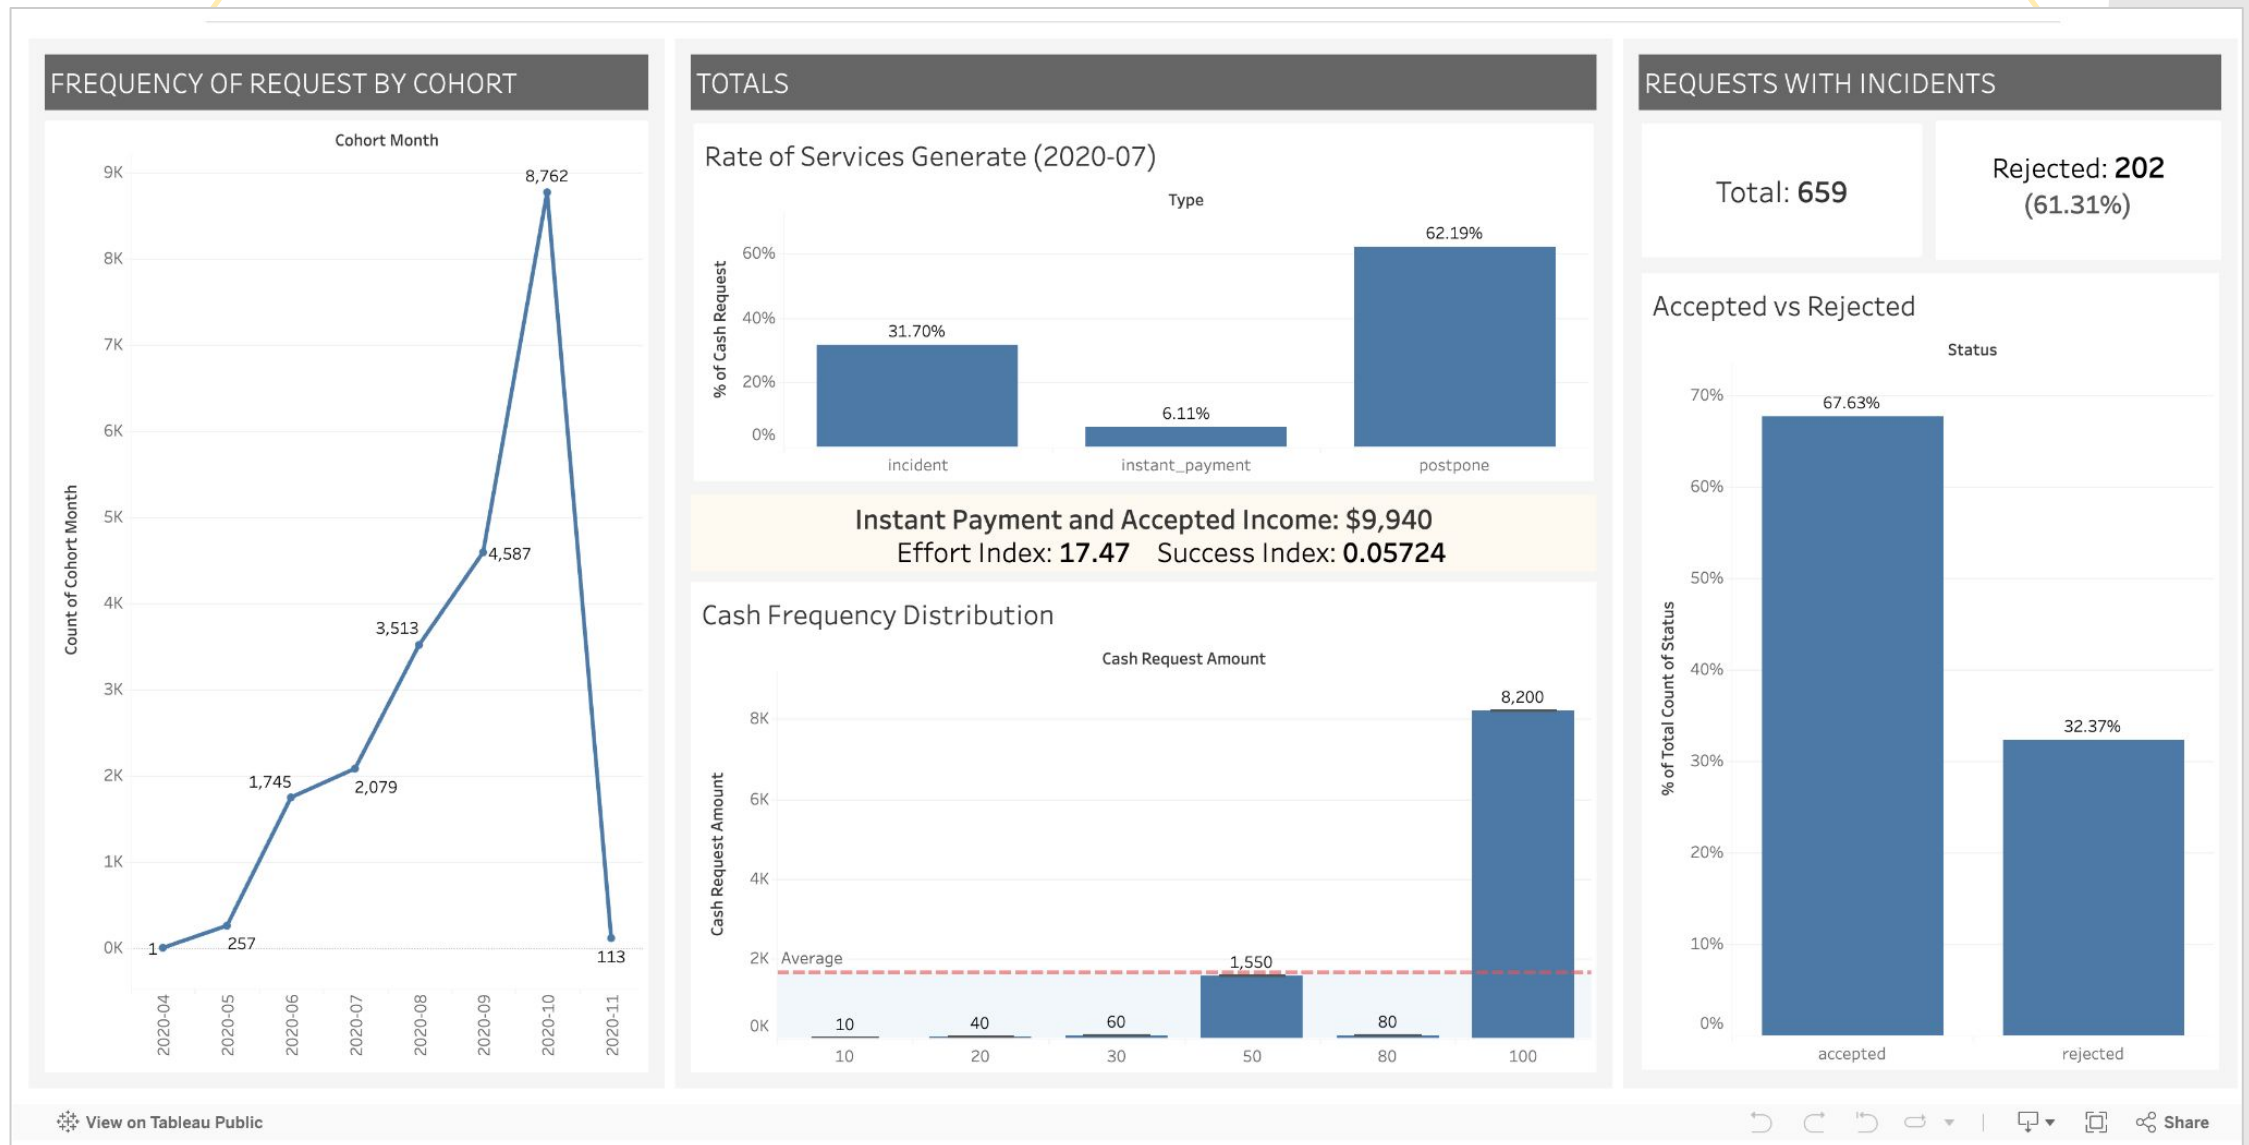 FREQUENCY OF REQUEST BY COHORT
Cohort Month
Count of Cohort Month
9K
8K
7K
6K
5K
4K
3K
2K
1K
0K
1
257
1,745
2,079
3,513
4,587
8,762
113
2020-04
2020-05
2020-06
2020-07
2020-08
2020-09
2020-10
2020-11
TOTALS
Rate of Services Generate (2020-07)
Type
% of Cash Request
60%
40%
20%
0%
31.70%
6.11%
62.19%
incident
instant_payment
postpone
Instant Payment and Accepted Income: $9,940
Effort Index: 17.47 Success Index: 0.05724
Cash Frequency Distribution
Cash Request Amount
Cash Request Amount
8K
6K
4K
2K
0K
Average
10
40
60
1,550
80
8,200
10
20
30
50
80
100
REQUESTS WITH INCIDENTS
Total: 659
Rejected: 202
(61.31%)
Accepted vs Rejected
Status
% of Total Count of Status
70%
60%
50%
40%
30%
20%
10%
0%
67.63%
32.37%
accepted
rejected
View on Tableau Public
Share